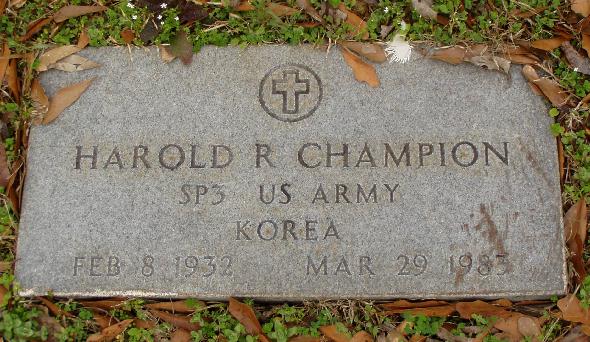 HAROLD R CHAMPION
SP3 US ARMY
KOREA
FEB 8 1932 MAR 29 1983